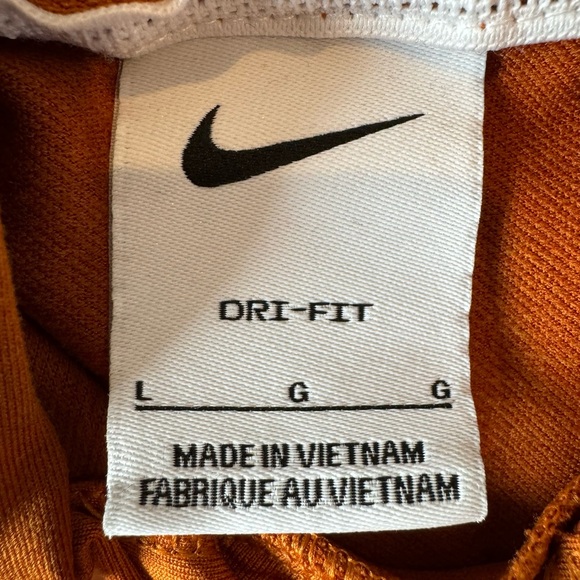 DRI-FIT
L G G
MADE IN VIETNAM
FABRIQUE AU VIETNAM